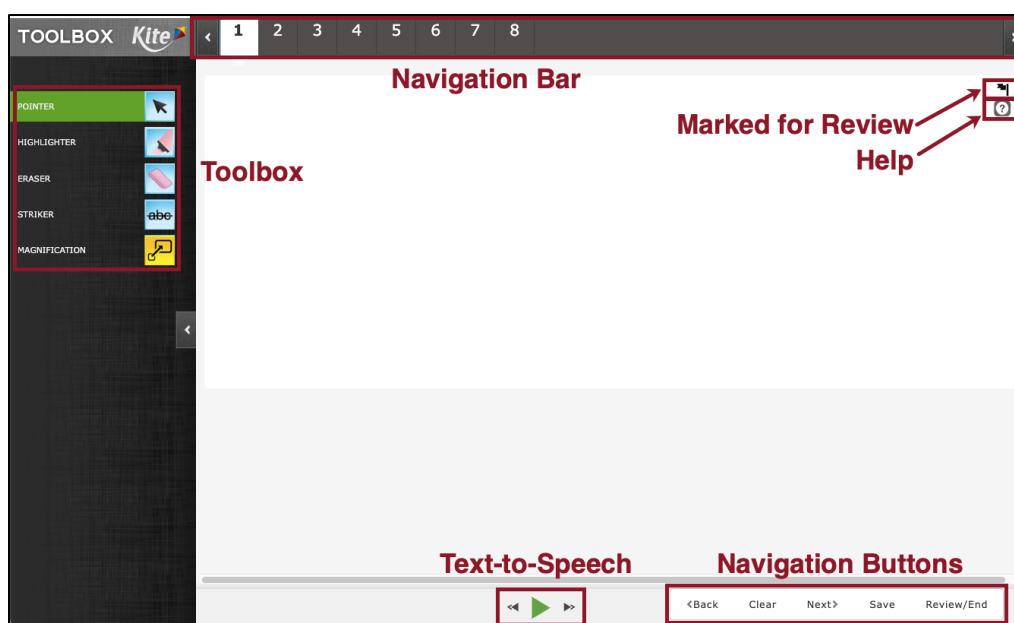 TOOLBOX Kite
1 2 3 4 5 6 7 8
Navigation Bar
POINTER
HIGHLIGHTER
ERASER
STRIKER
abc
MAGNIFICATION
Toolbox
Marked for Review
?
Help
Text-to-Speech
Navigation Buttons
‹Back Clear Next› Save Review/End